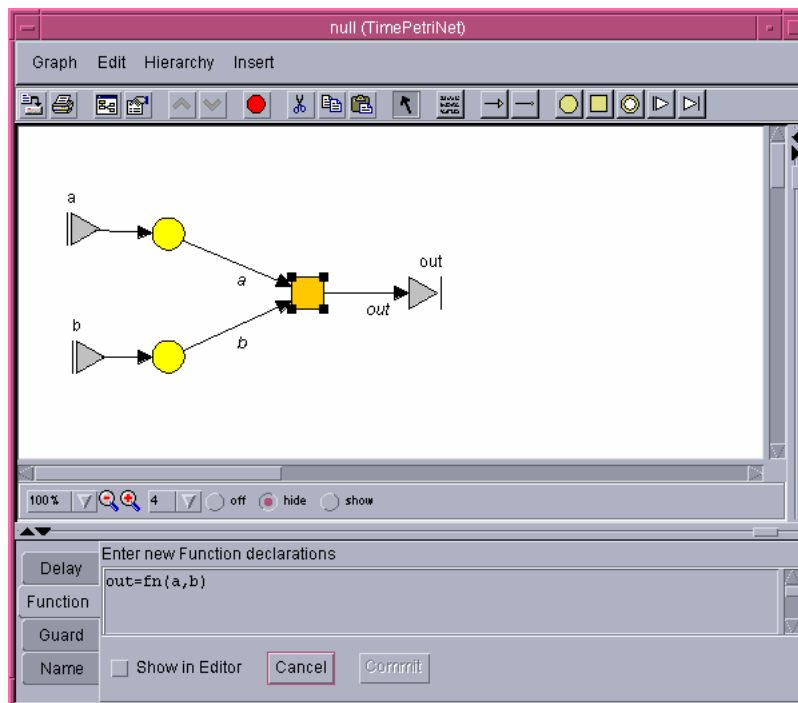 null (TimePetriNet)
Graph Edit Hierarchy Insert
a
a
out
out
b
b
100% 4 off hide show
Enter new Function declarations
Delay
out=fn(a,b)
Function
Guard
Name
Show in Editor Cancel Commit